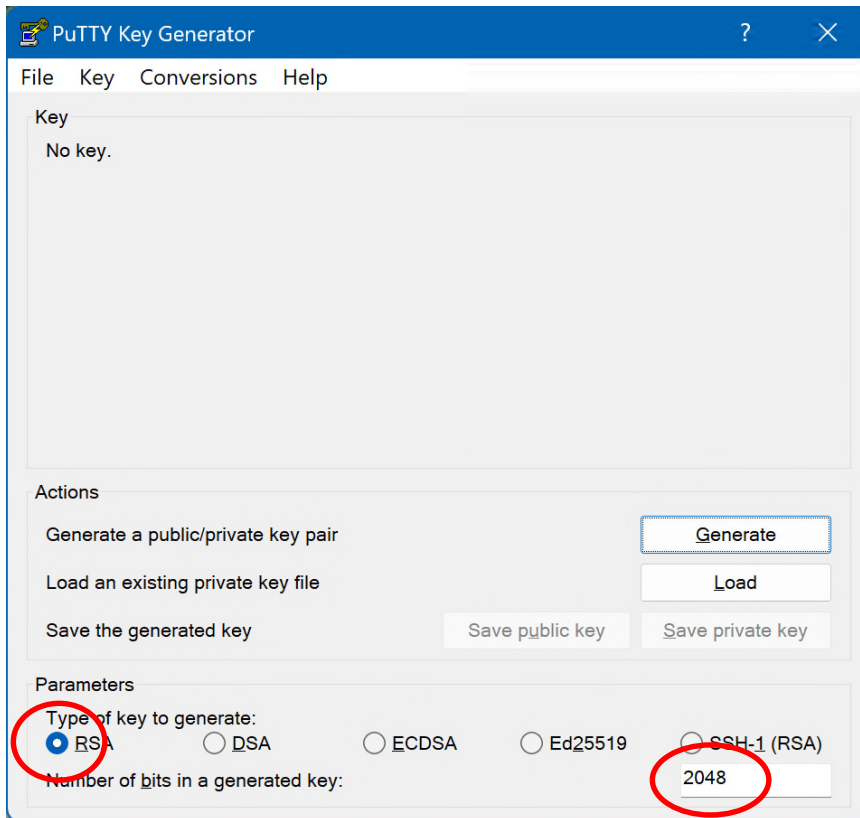 PuTTY Key Generator ?
File Key Conversions Help
Key
No key.
Actions
Generate a public/private key pair Generate
Load an existing private key file Load
Save the generated key Save public key Save private key
Parameters
Type of key to generate:
RSA DSA ECDSA Ed25519 SSH-1 (RSA)
Number of bits in a generated key: 2048